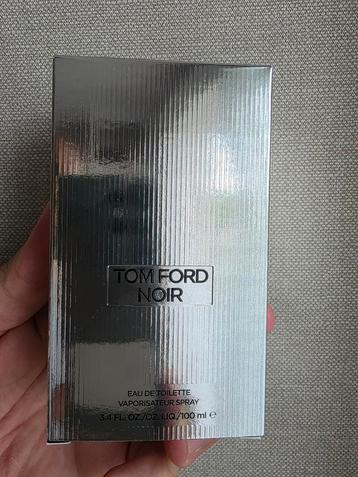 TOM FORD
NOIR
EAU DE TOILETTE
VAPORISATEUR SPRAY
3.4 FL. OZ./OZ. LIQ./100 ml ℮